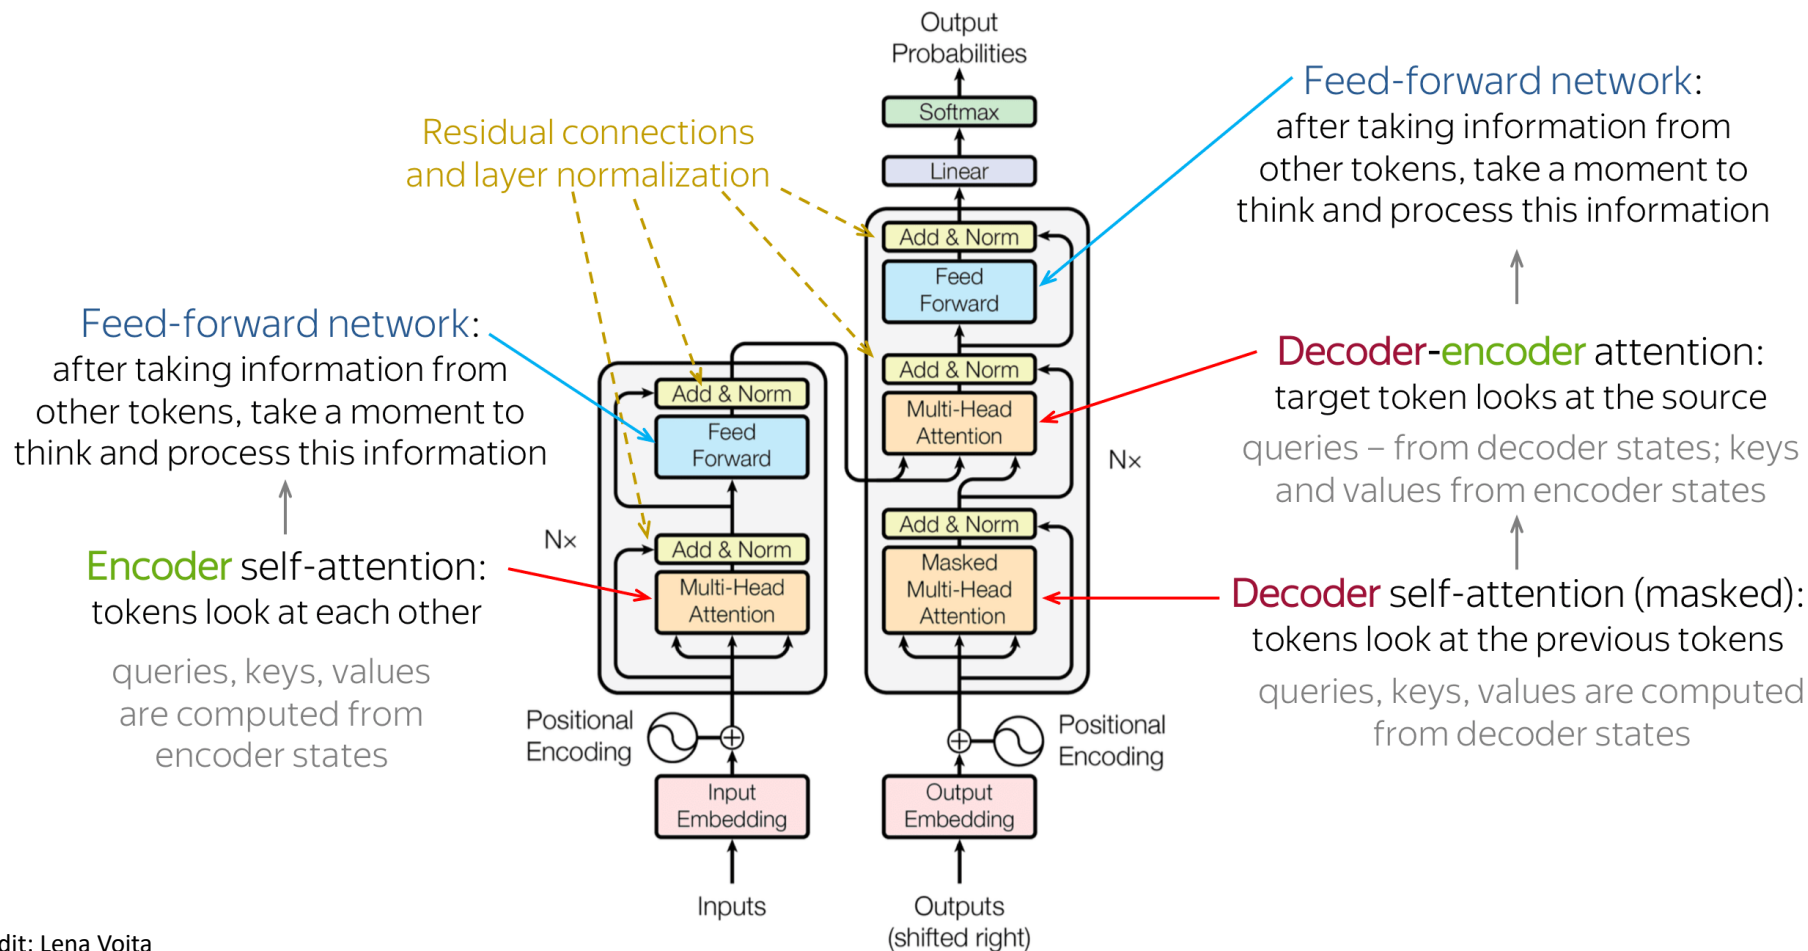 Output
Probabilities
Softmax
Linear
Add & Norm
Feed
Forward
Add & Norm
Multi-Head
Attention
Nx
Add & Norm
Masked
Multi-Head
Attention
Positional
Encoding
Output
Embedding
Outputs
(shifted right)
Residual connections
and layer normalization
Feed-forward network:
after taking information from
other tokens, take a moment to
think and process this information
Encoder self-attention:
tokens look at each other
queries, keys, values
are computed from
encoder states
Add & Norm
Feed
Forward
Nx
Add & Norm
Multi-Head
Attention
Positional
Encoding
Input
Embedding
Inputs
Feed-forward network:
after taking information from
other tokens, take a moment to
think and process this information
Decoder-encoder attention:
target token looks at the source
queries – from decoder states; keys
and values from encoder states
Decoder self-attention (masked):
tokens look at the previous tokens
queries, keys, values are computed
from decoder states
dit: Lena Voita